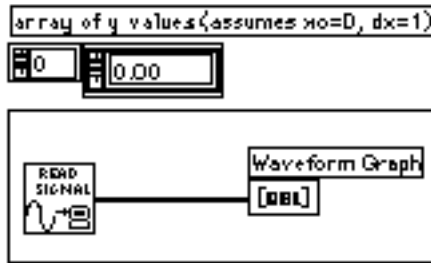 array of y values(assumes xo=0, dx=1)
0
0.00
READ
SIGNAL
Waveform Graph
[DBL]